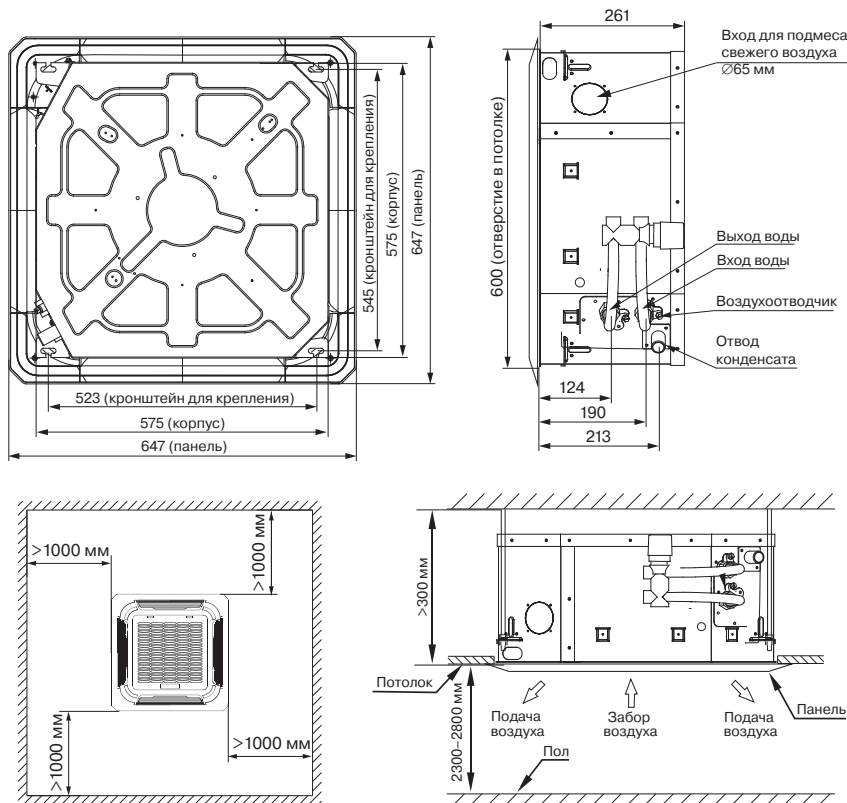 261
Вход для подмеса
свежего воздуха
Ø65 мм
545 (кронштейн для крепления)
575 (корпус)
647 (панель)
600 (отверстие в потолке)
Выход воды
Вход воды
Воздухоотводчик
Отвод
конденсата
523 (кронштейн для крепления)
575 (корпус)
647 (панель)
124
190
213
>1000 мм
>1000 мм
>1000 мм
>1000 мм
>300 мм
Потолок
2300–2800 мм
Подача
воздуха
Забор
воздуха
Подача
воздуха
Панель
Пол